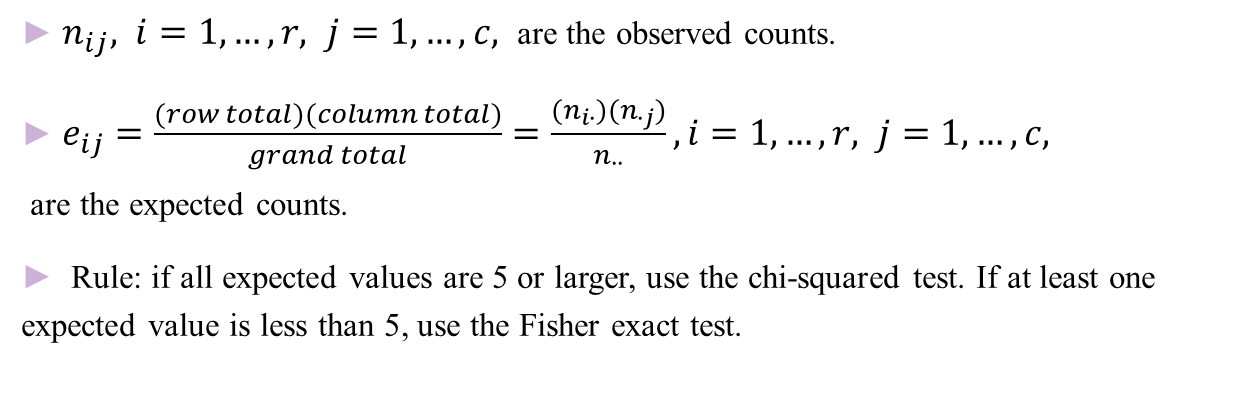 ▶ nᵢⱼ, i = 1, ..., r, j = 1, ..., c, are the observed counts.
▶ eᵢⱼ = (row total)(column total) / grand total = (nᵢ.)(n.ⱼ) / n.. , i = 1, ..., r, j = 1, ..., c,
are the expected counts.
▶ Rule: if all expected values are 5 or larger, use the chi-squared test. If at least one
expected value is less than 5, use the Fisher exact test.